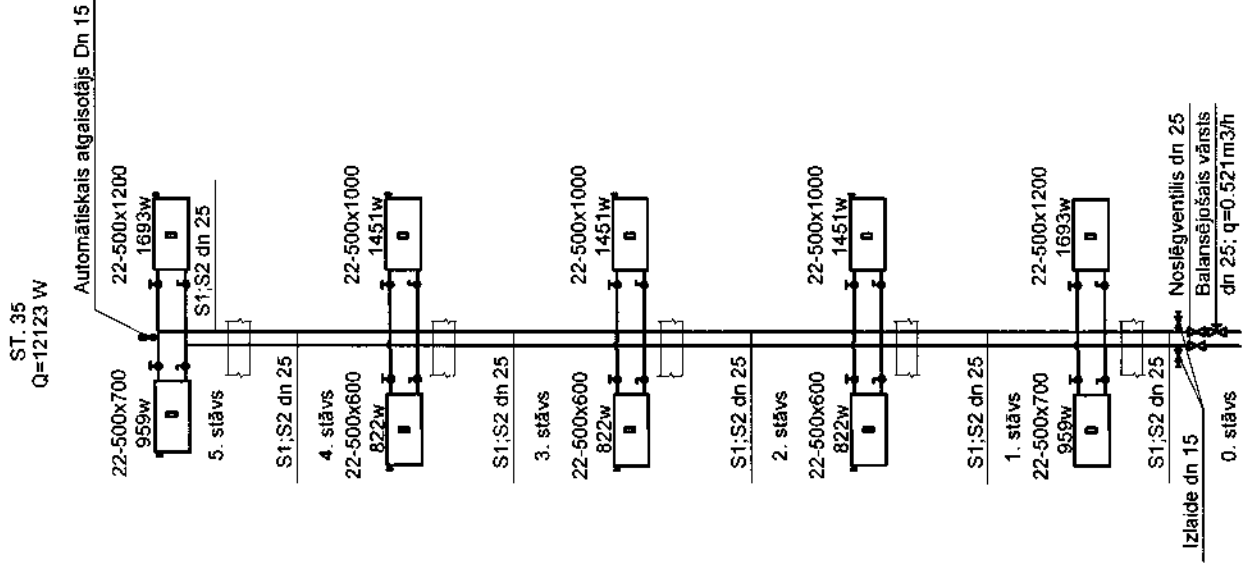 ST. 35
Q=12123 W
Automātiskais atgaisotājs Dn 15
22-500x700
959w
22-500x1200
1693w
S1;S2 dn 25
5. stāvs
S1;S2 dn 25
4. stāvs
22-500x600
822w
22-500x1000
1451w
S1;S2 dn 25
3. stāvs
22-500x600
822w
22-500x1000
1451w
S1;S2 dn 25
2. stāvs
22-500x600
822w
22-500x1000
1451w
S1;S2 dn 25
1. stāvs
22-500x700
959w
22-500x1200
1693w
S1;S2 dn 25
Izlaide dn 15
0. stāvs
Noslēgventilis dn 25
Balansējošais vārsts
dn 25; q=0.521m3/h